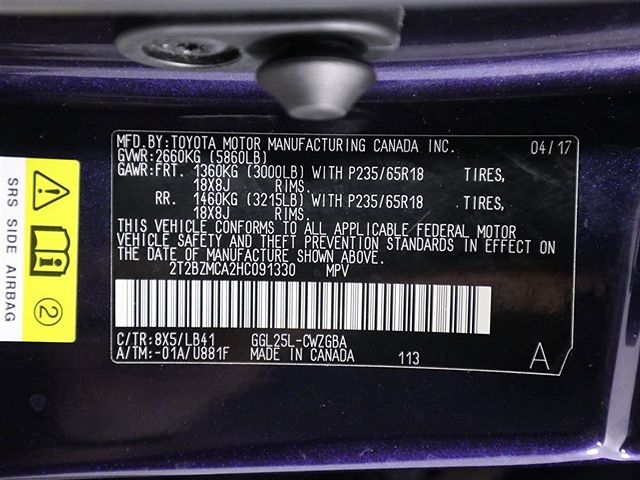 MFD.BY:TOYOTA MOTOR MANUFACTURING CANADA INC. 04/17
GVWR:2660KG (5860LB)
GAWR:FRT. 1360KG (3000LB) WITH P235/65R18 TIRES,
18X8J RIMS.
RR. 1460KG (3215LB) WITH P235/65R18 TIRES,
18X8J RIMS.
THIS VEHICLE CONFORMS TO ALL APPLICABLE FEDERAL MOTOR
VEHICLE SAFETY AND THEFT PREVENTION STANDARDS IN EFFECT ON
THE DATE OF MANUFACTURE SHOWN ABOVE.
2T2BZMCA2HC091330 MPV
C/TR:8X5/LB41 GGL25L-CWZGBA
A/TM:-01A/U881F MADE IN CANADA 113 A
SRS SIDE AIRBAG
2